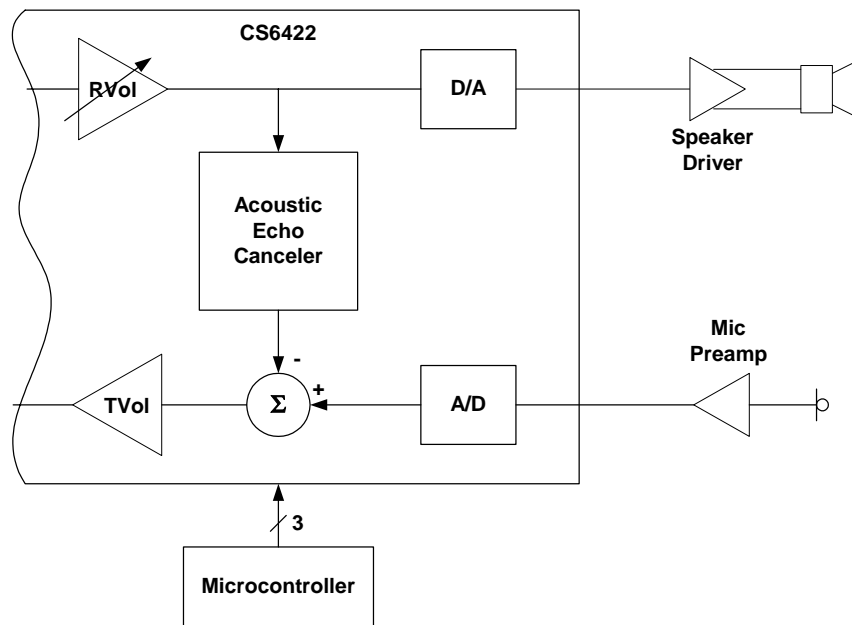 CS6422
RVol
D/A
Speaker
Driver
Acoustic
Echo
Canceler
Mic
Preamp
-
+
TVol
Σ
A/D
3
Microcontroller